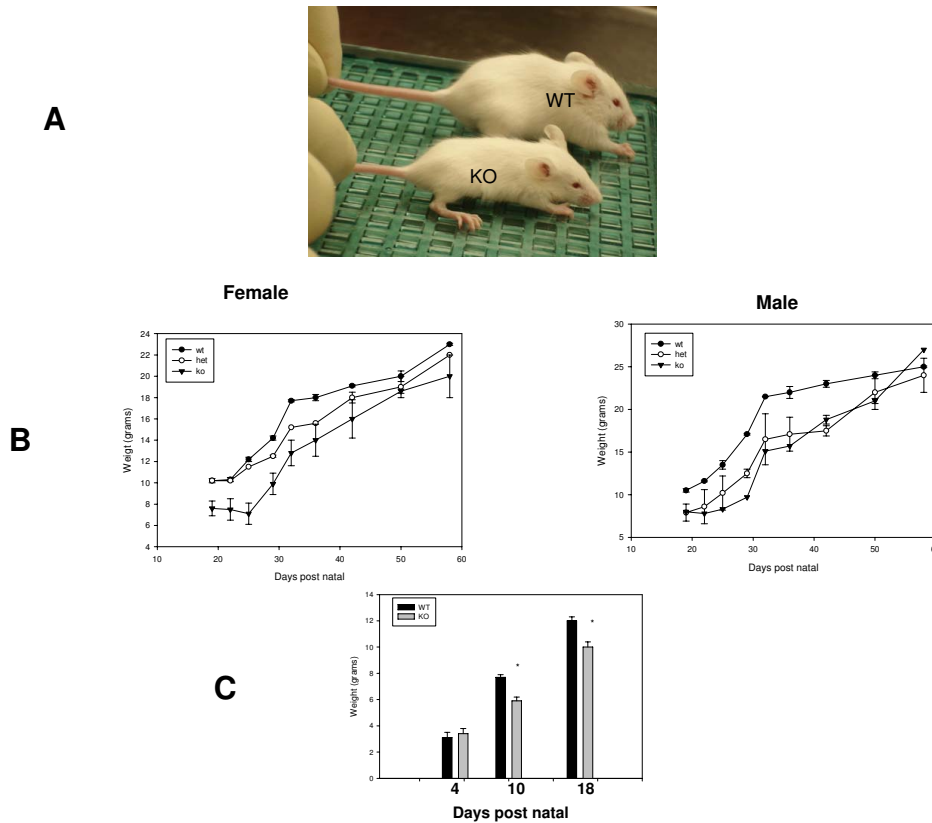 A
WT
KO
Female
Male
B
24
22
20
18
16
14
12
10
8
6
4
wt
het
ko
Weigt (grams)
10 20 30 40 50 60
Days post natal
30
25
20
15
10
5
wt
het
ko
Weight (grams)
10 20 30 40 50
Days post natal
C
14
12
10
8
6
4
2
0
WT
KO
Weight (grams)
*
*
4 10 18
Days post natal